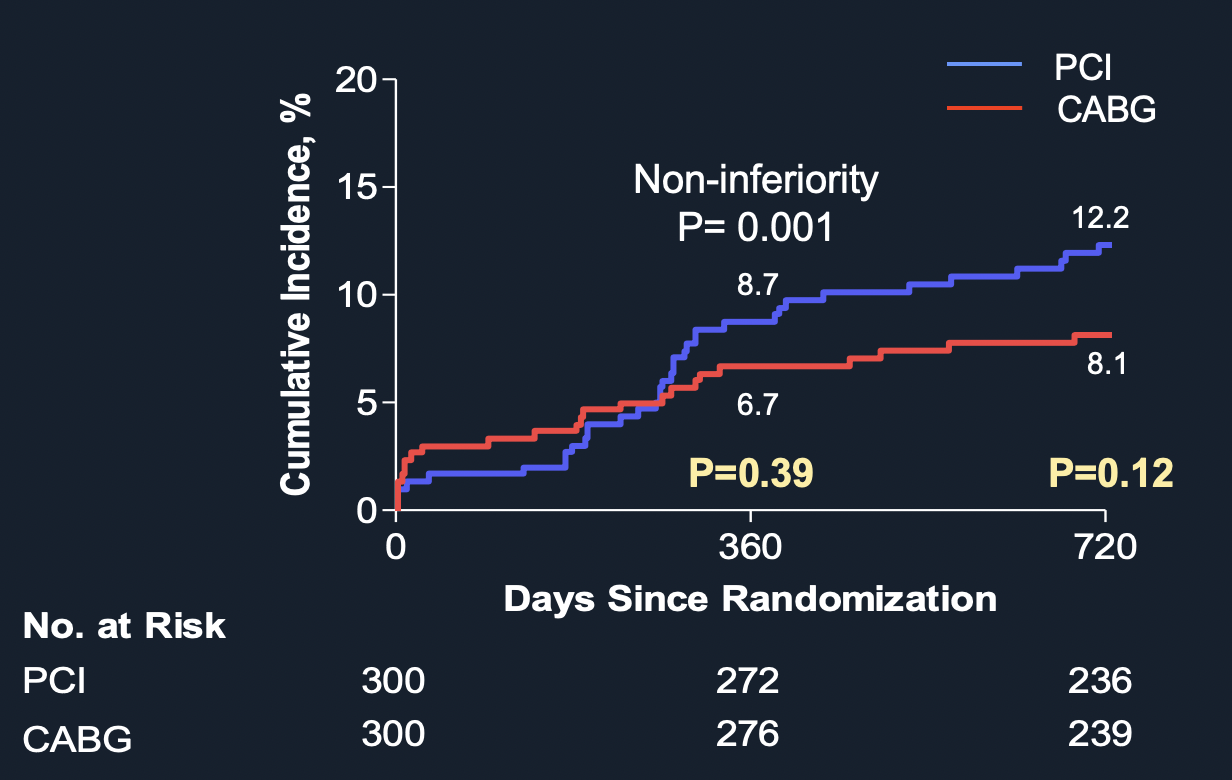 PCI
CABG
Cumulative Incidence, %
20
15
10
5
0
Non-inferiority
P= 0.001
12.2
8.7
8.1
6.7
P=0.39 P=0.12
0 360 720
Days Since Randomization
No. at Risk
PCI 300 272 236
CABG 300 276 239